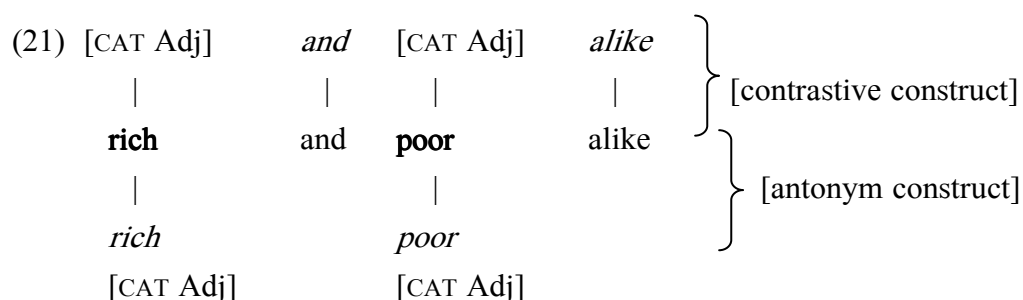 (21) [CAT Adj] and [CAT Adj] alike
| | | |
[contrastive construct]
rich and poor alike
| |
[antonym construct]
rich poor
[CAT Adj] [CAT Adj]